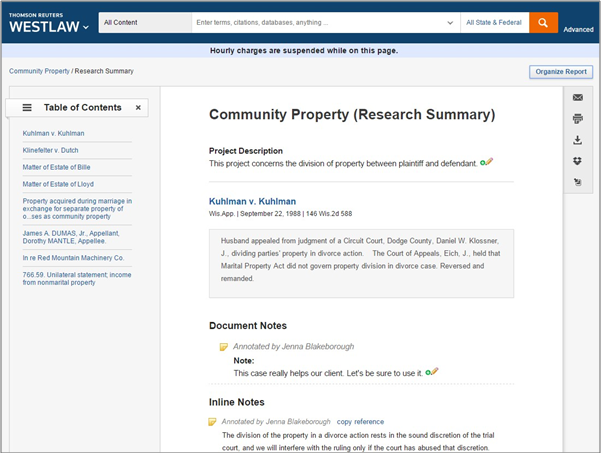 THOMSON REUTERS
WESTLAW
All Content
Enter terms, citations, databases, anything ...
All State & Federal
Advanced
Hourly charges are suspended while on this page.
Community Property / Research Summary
Organize Report
Table of Contents ×
Kuhlman v. Kuhlman
Klinefelter v. Dutch
Matter of Estate of Bille
Matter of Estate of Lloyd
Property acquired during marriage in
exchange for separate property of
o...ses as community property
James A. DUMAS, Jr., Appellant,
Dorothy MANTLE, Appellee.
In re Red Mountain Machinery Co.
766.59. Unilateral statement; income
from nonmarital property
Community Property (Research Summary)
Project Description
This project concerns the division of property between plaintiff and defendant.
Kuhlman v. Kuhlman
Wis.App. | September 22, 1988 | 146 Wis.2d 588
Husband appealed from judgment of a Circuit Court, Dodge County, Daniel W. Klossner,
J., dividing parties' property in divorce action. The Court of Appeals, Eich, J., held that
Marital Property Act did not govern property division in divorce case. Reversed and
remanded.
Document Notes
Annotated by Jenna Blakeborough
Note:
This case really helps our client. Let's be sure to use it.
Inline Notes
Annotated by Jenna Blakeborough copy reference
The division of the property in a divorce action rests in the sound discretion of the trial
court, and we will interfere with the ruling only if the court has abused that discretion.